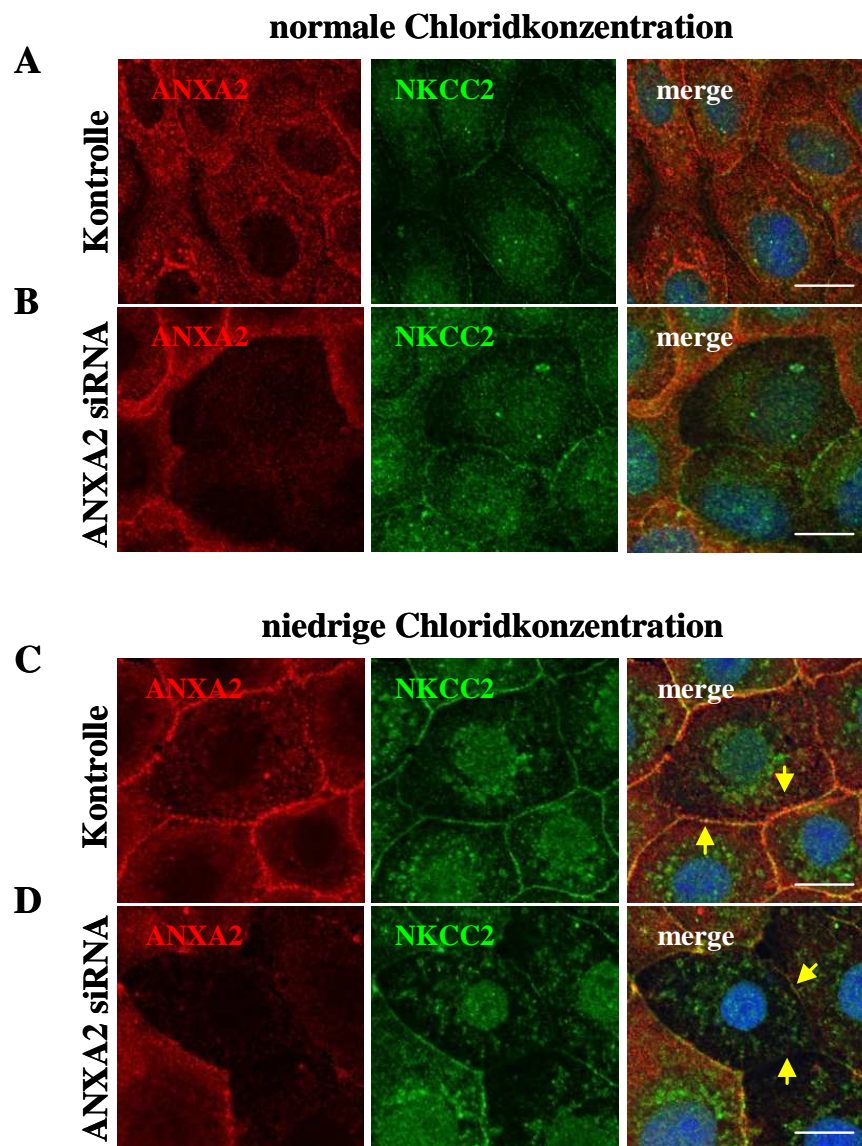 normale Chloridkonzentration
A
Kontrolle
ANXA2
NKCC2
merge
B
ANXA2 siRNA
ANXA2
NKCC2
merge
niedrige Chloridkonzentration
C
Kontrolle
ANXA2
NKCC2
merge
D
ANXA2 siRNA
ANXA2
NKCC2
merge